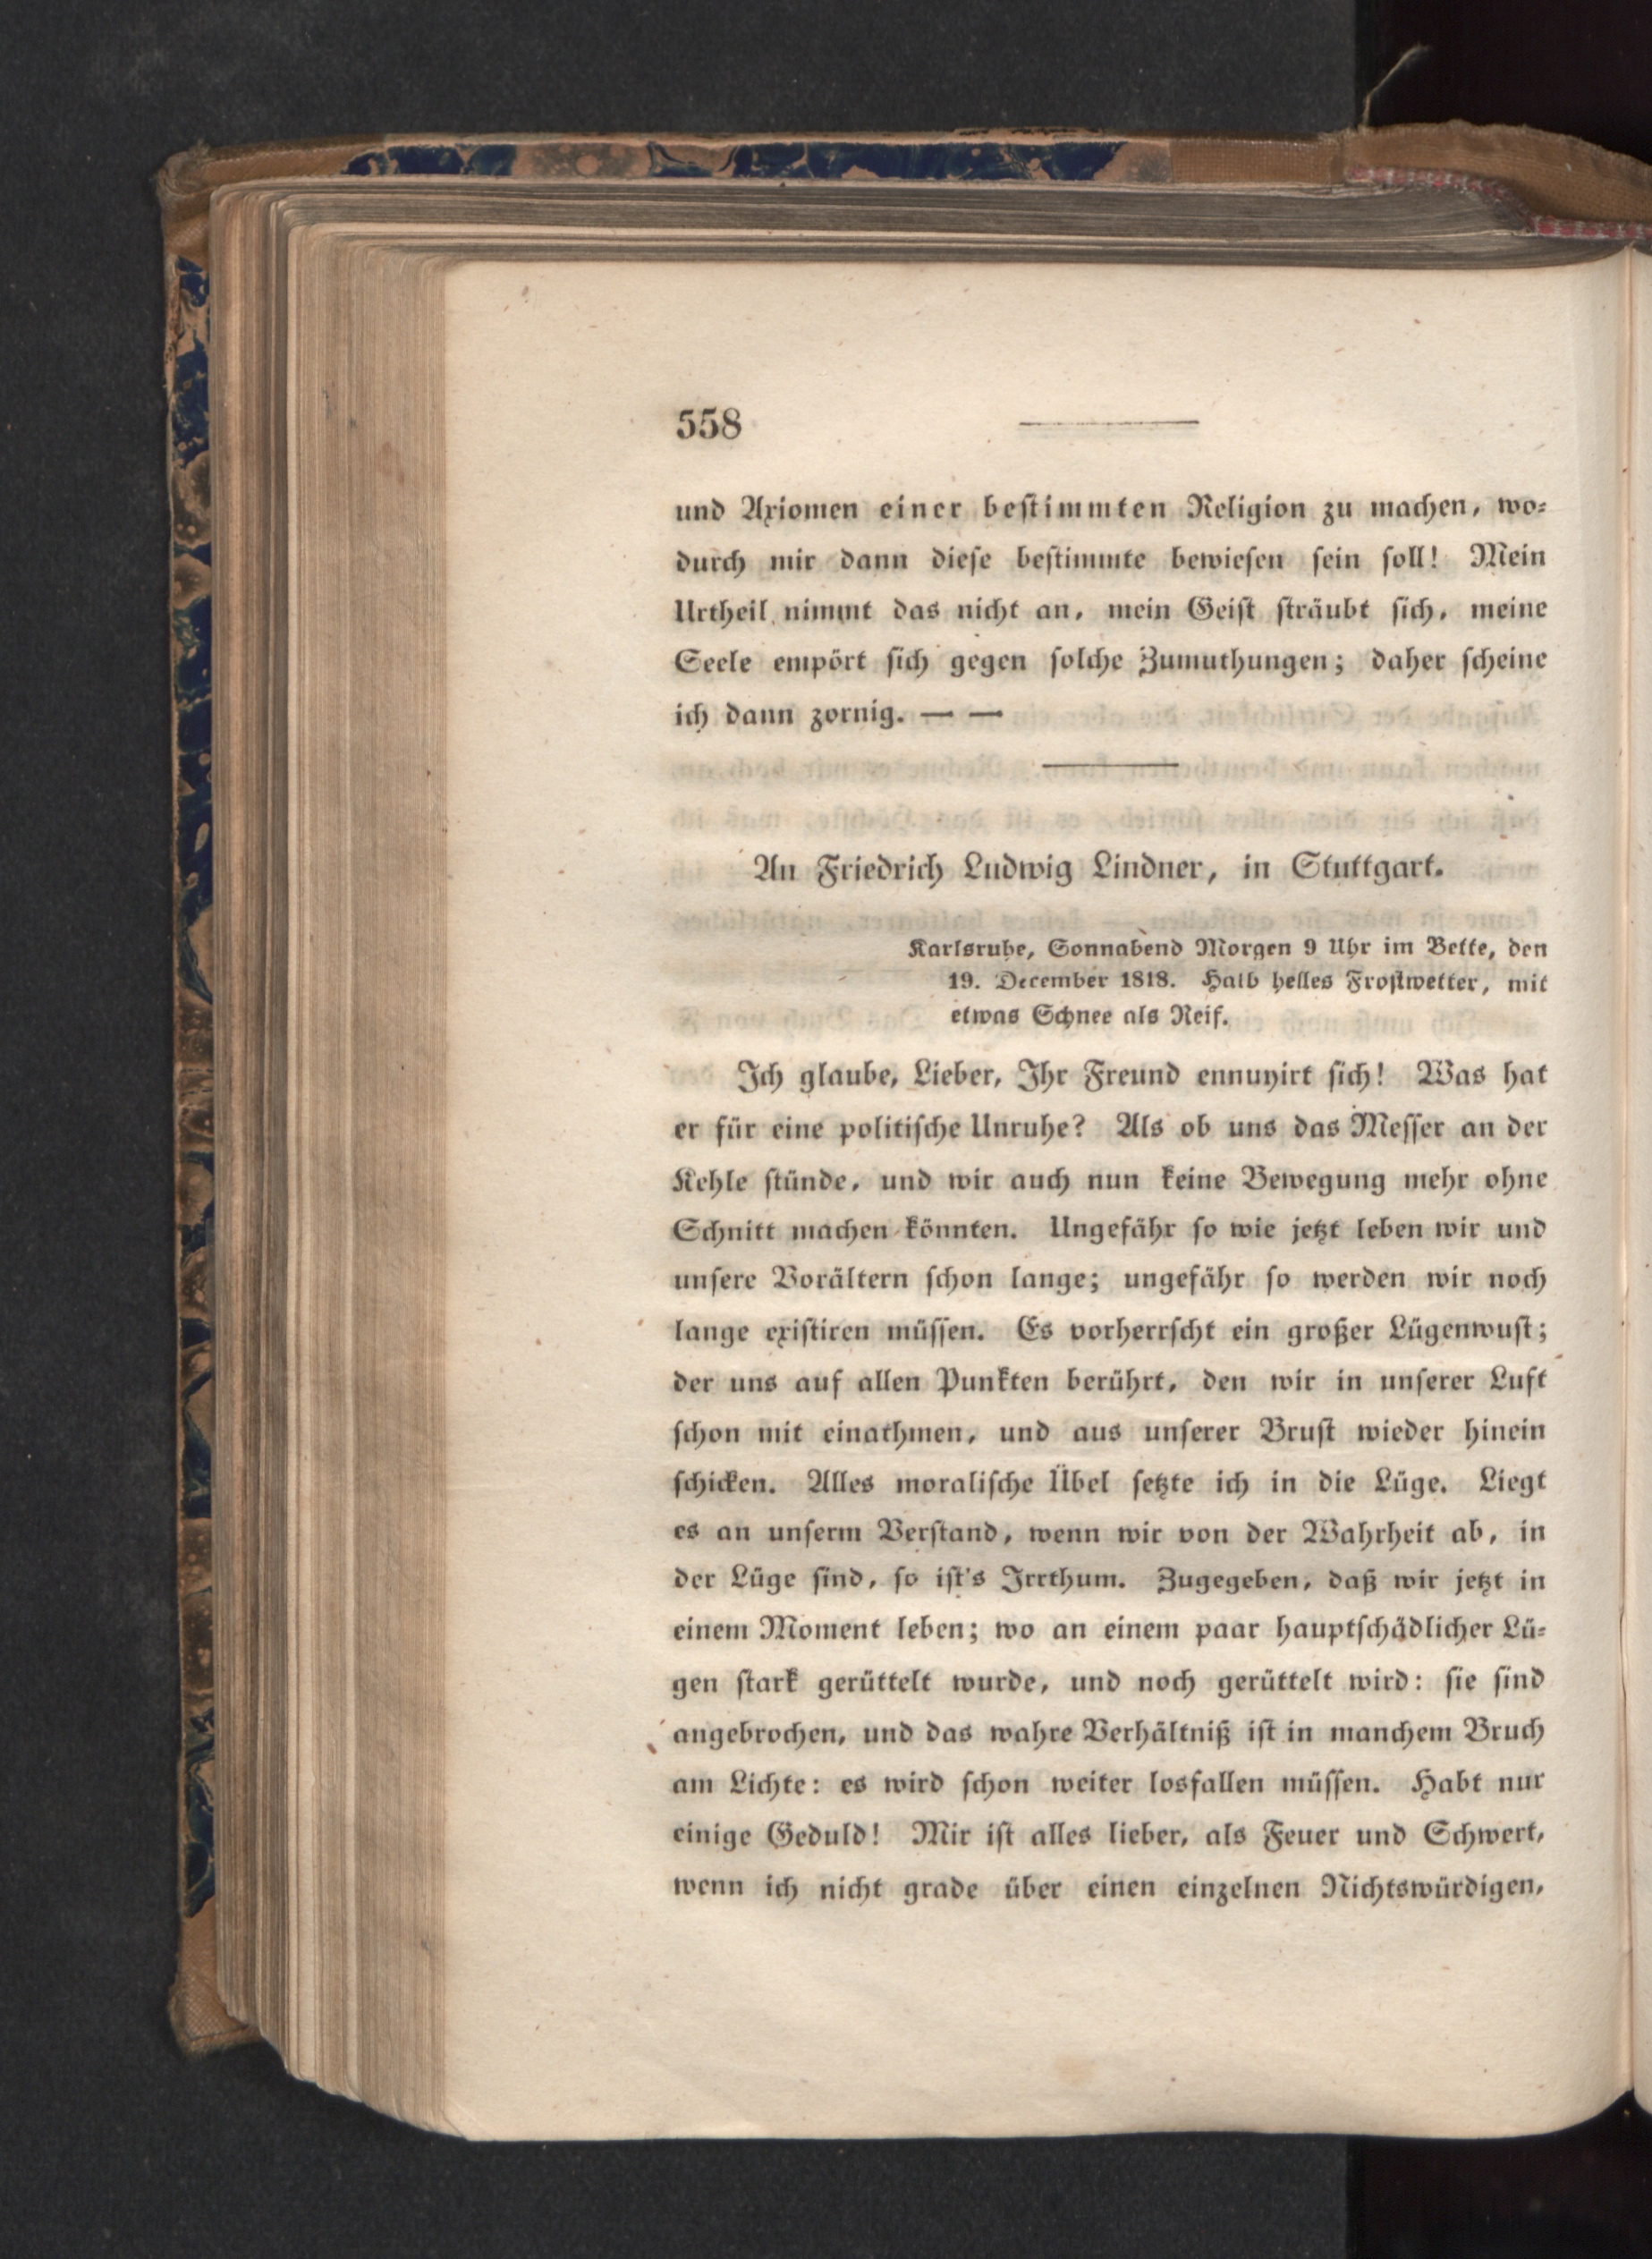 558
und Axiomen einer beſtimmten Religion zu machen, wo⸗
durch mir dann dieſe beſtimmte bewieſen ſein ſoll! Mein
Urtheil nimmt das nicht an, mein Geiſt ſträubt ſich, meine
Seele empört ſich gegen ſolche Zumuthungen; daher ſcheine
ich dann zornig. — —
An Friedrich Ludwig Lindner, in Stuttgart.
Karlsruhe, Sonnabend Morgen 9 Uhr im Bette, den
19. December 1818. Halb helles Froſtwetter, mit
etwas Schnee als Reif.
Ich glaube, Lieber, Ihr Freund ennuyirt ſich! Was hat
er für eine politiſche Unruhe? Als ob uns das Meſſer an der
Kehle ſtünde, und wir auch nun keine Bewegung mehr ohne
Schnitt machen könnten. Ungefähr ſo wie jetzt leben wir und
unſere Vorältern ſchon lange; ungefähr ſo werden wir noch
lange exiſtiren müſſen. Es vorherrſcht ein großer Lügenwuſt;
der uns auf allen Punkten berührt, den wir in unſerer Luft
ſchon mit einathmen, und aus unſerer Bruſt wieder hinein
ſchicken. Alles moraliſche Übel ſetzte ich in die Lüge. Liegt
es an unſerm Verſtand, wenn wir von der Wahrheit ab, in
der Lüge ſind, ſo iſt's Irrthum. Zugegeben, daß wir jetzt in
einem Moment leben; wo an einem paar hauptſchädlicher Lü⸗
gen ſtark gerüttelt wurde, und noch gerüttelt wird: ſie ſind
angebrochen, und das wahre Verhältniß iſt in manchem Bruch
am Lichte: es wird ſchon weiter losfallen müſſen. Habt nur
einige Geduld! Mir iſt alles lieber, als Feuer und Schwert,
wenn ich nicht grade über einen einzelnen Nichtswürdigen,